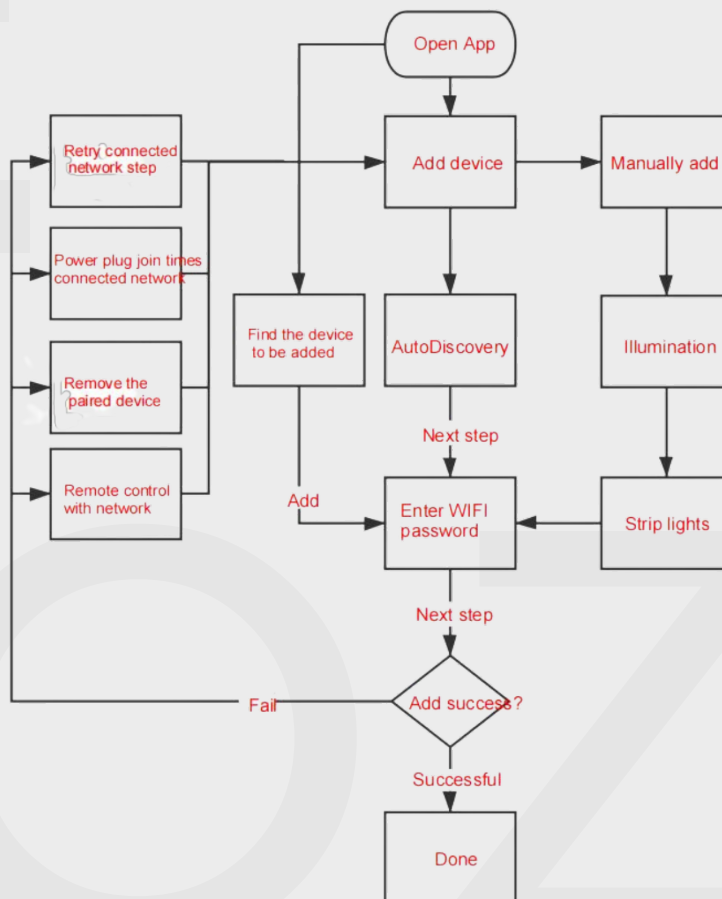 Open App
Retry connected
network step
Add device
Manually add
Power plug join times
connected network
Find the device
to be added
AutoDiscovery
Illumination
Remove the
paired device
Next step
Remote control
with network
Add
Enter WIFI
password
Strip lights
Next step
Fail
Add success?
Successful
Done